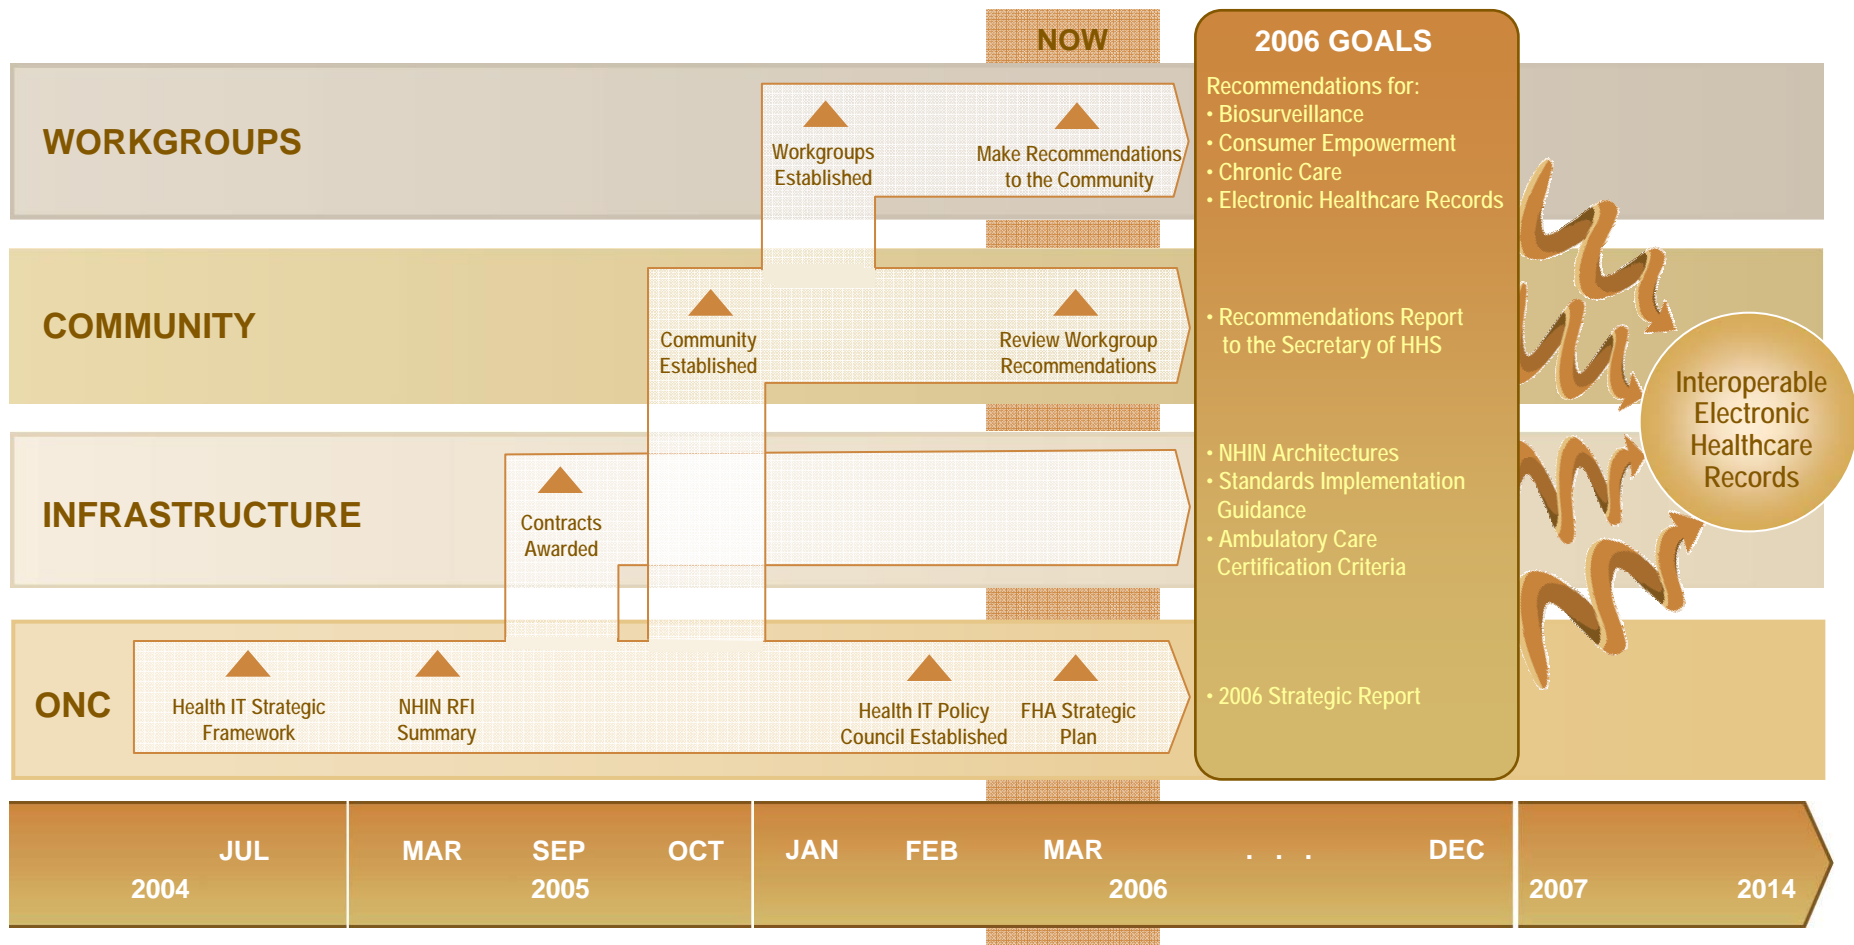 NOW
2006 GOALS
WORKGROUPS
Workgroups
Established
Make Recommendations
to the Community
Recommendations for:
• Biosurveillance
• Consumer Empowerment
• Chronic Care
• Electronic Healthcare Records
COMMUNITY
Community
Established
Review Workgroup
Recommendations
• Recommendations Report
to the Secretary of HHS
INFRASTRUCTURE
Contracts
Awarded
• NHIN Architectures
• Standards Implementation
Guidance
• Ambulatory Care
Certification Criteria
Interoperable
Electronic
Healthcare
Records
ONC
Health IT Strategic
Framework
NHIN RFI
Summary
Health IT Policy
Council Established
FHA Strategic
Plan
• 2006 Strategic Report
JUL MAR SEP OCT JAN FEB MAR . . . DEC
2004 2005 2006 2007 2014